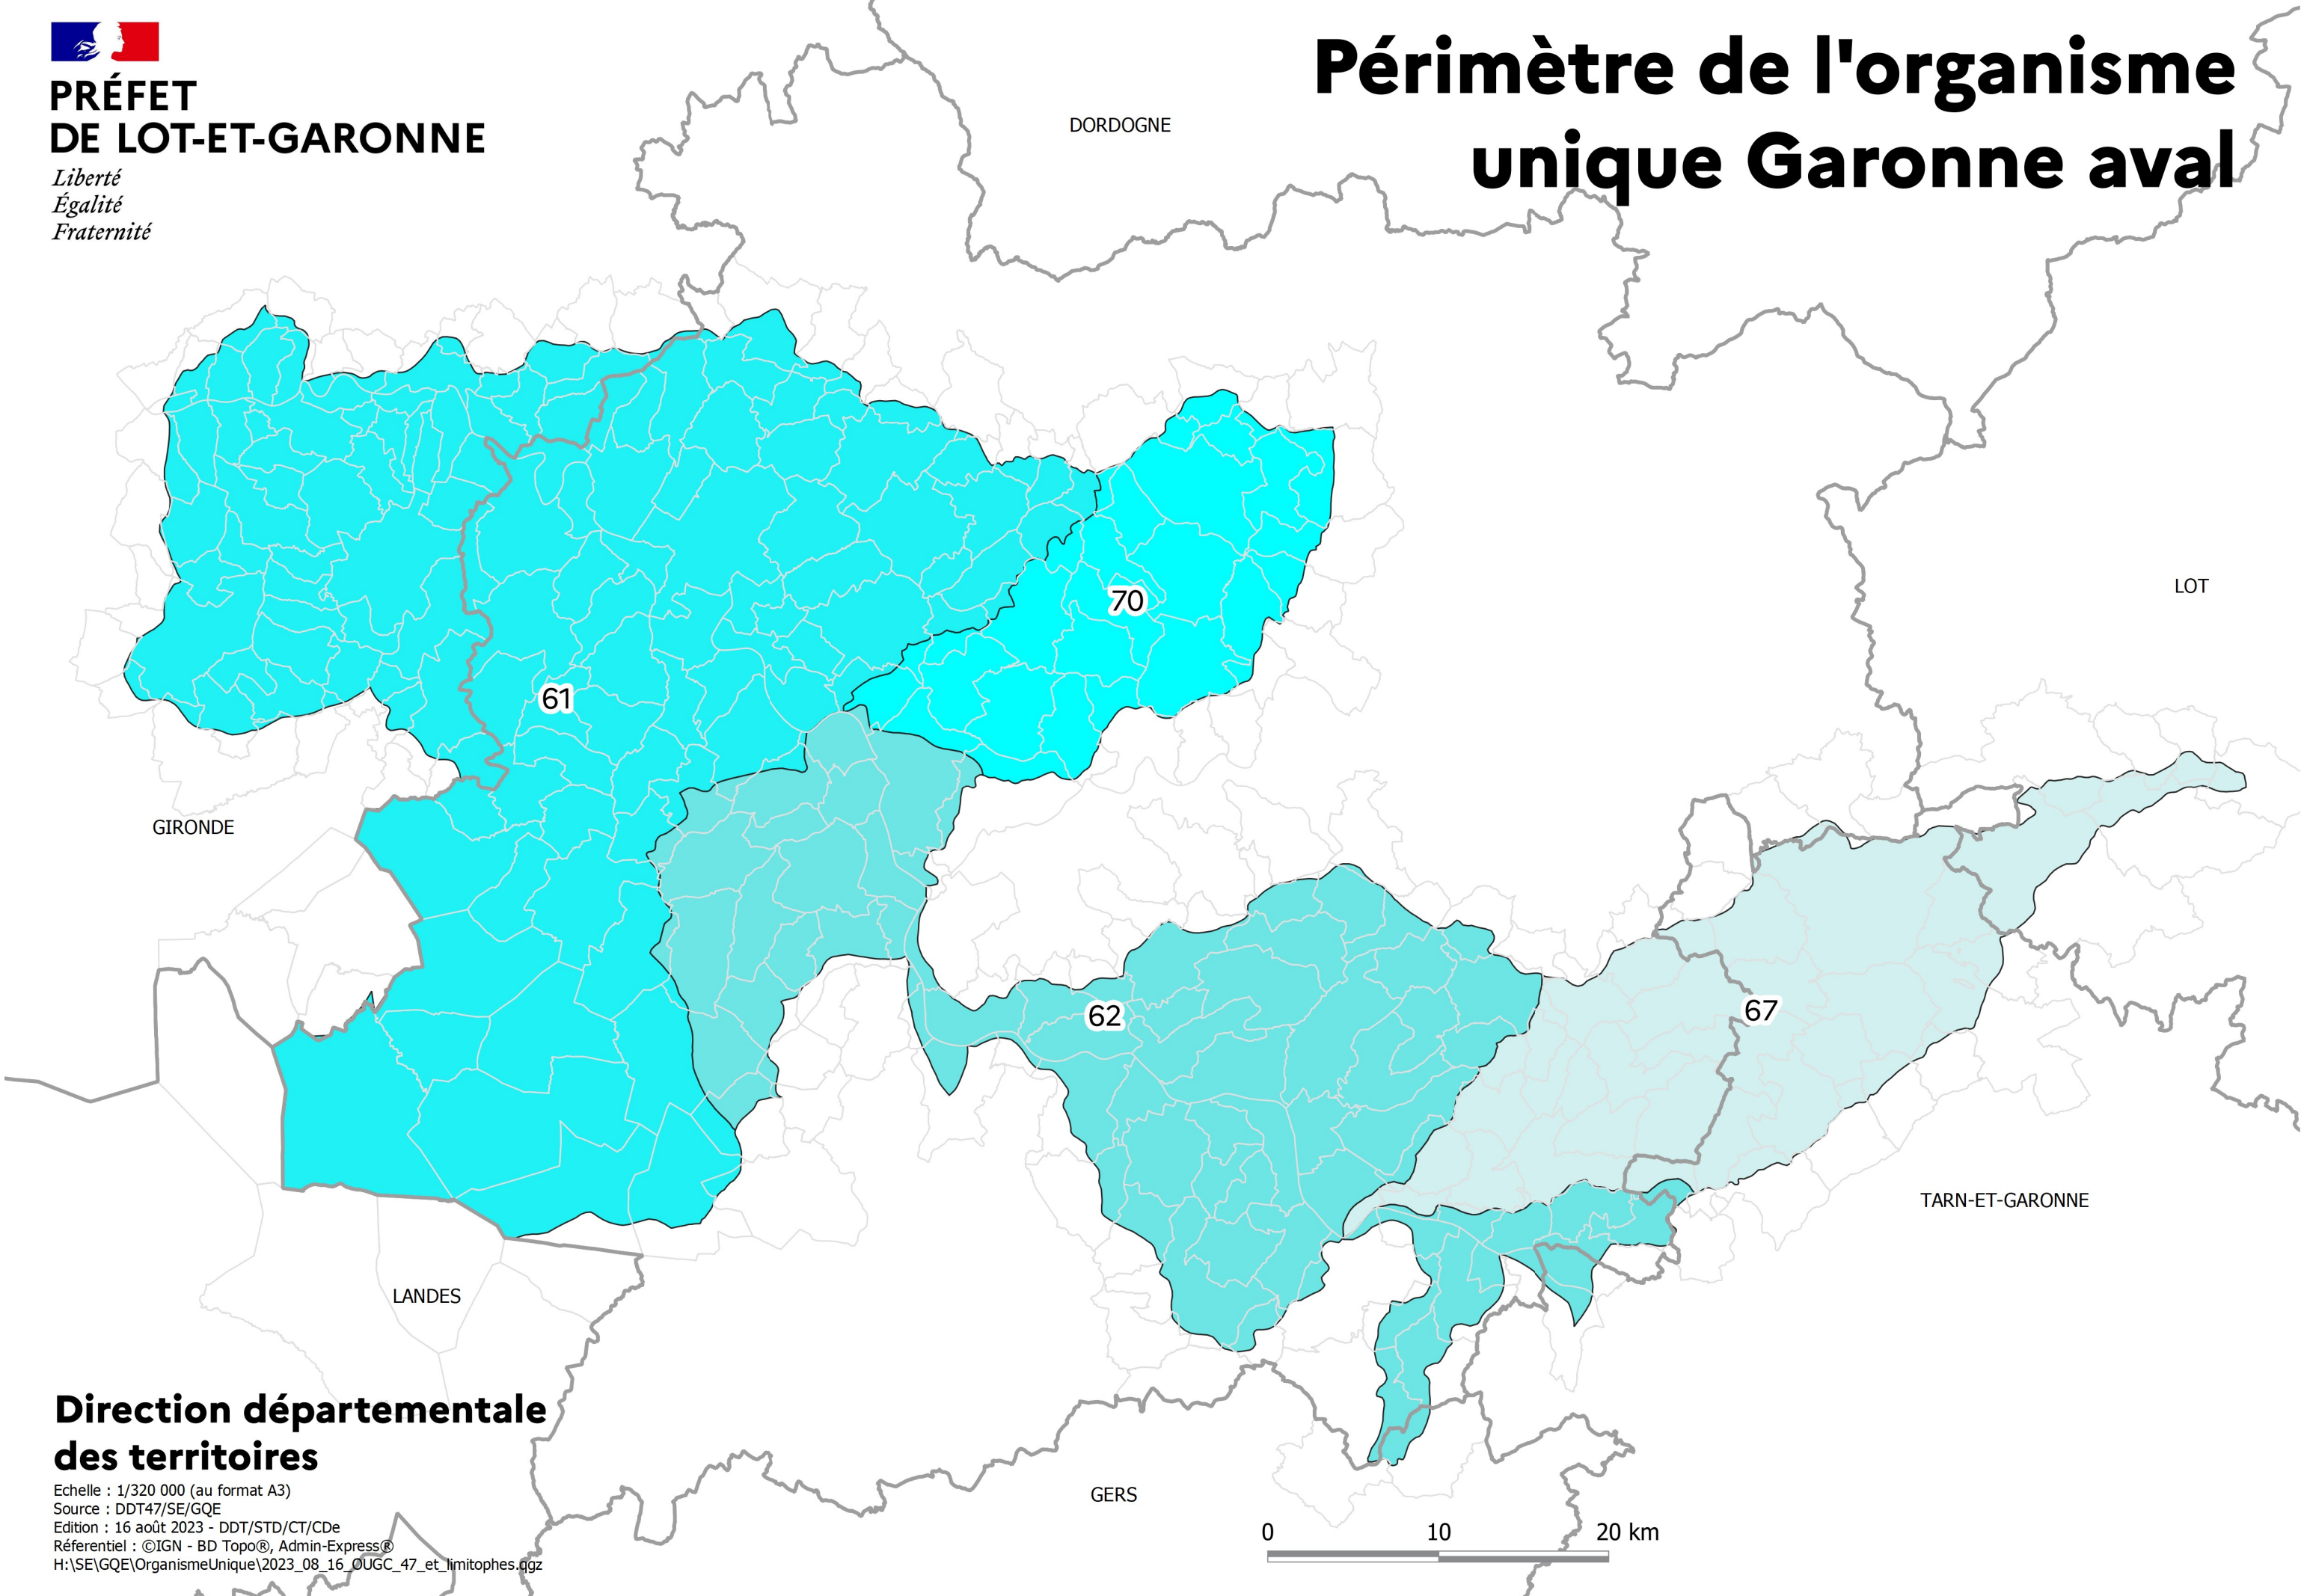 PRÉFET
DE LOT-ET-GARONNE
Liberté
Égalité
Fraternité
Périmètre de l'organisme
unique Garonne aval
DORDOGNE
LOT
70
61
GIRONDE
62
67
TARN-ET-GARONNE
LANDES
GERS
Direction départementale
des territoires
Echelle : 1/320 000 (au format A3)
Source : DDT47/SE/GQE
Edition : 16 août 2023 - DDT/STD/CT/CDe
Réferentiel : ©IGN - BD Topo®, Admin-Express®
H:\SE\GQE\OrganismeUnique\2023_08_16_OUGC_47_et_limitophes.qgz
0 10 20 km